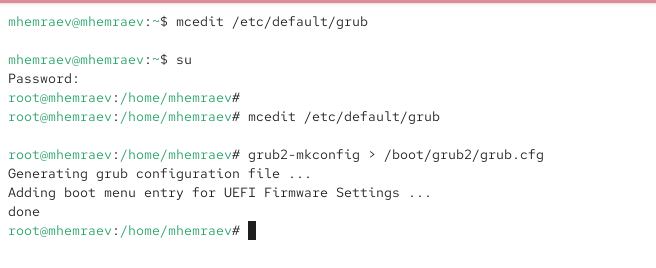 mhemraev@mhemraev:~$ mcedit /etc/default/grub
mhemraev@mhemraev:~$ su
Password:
root@mhemraev:/home/mhemraev#
root@mhemraev:/home/mhemraev# mcedit /etc/default/grub
root@mhemraev:/home/mhemraev# grub2-mkconfig > /boot/grub2/grub.cfg
Generating grub configuration file ...
Adding boot menu entry for UEFI Firmware Settings ...
done
root@mhemraev:/home/mhemraev#